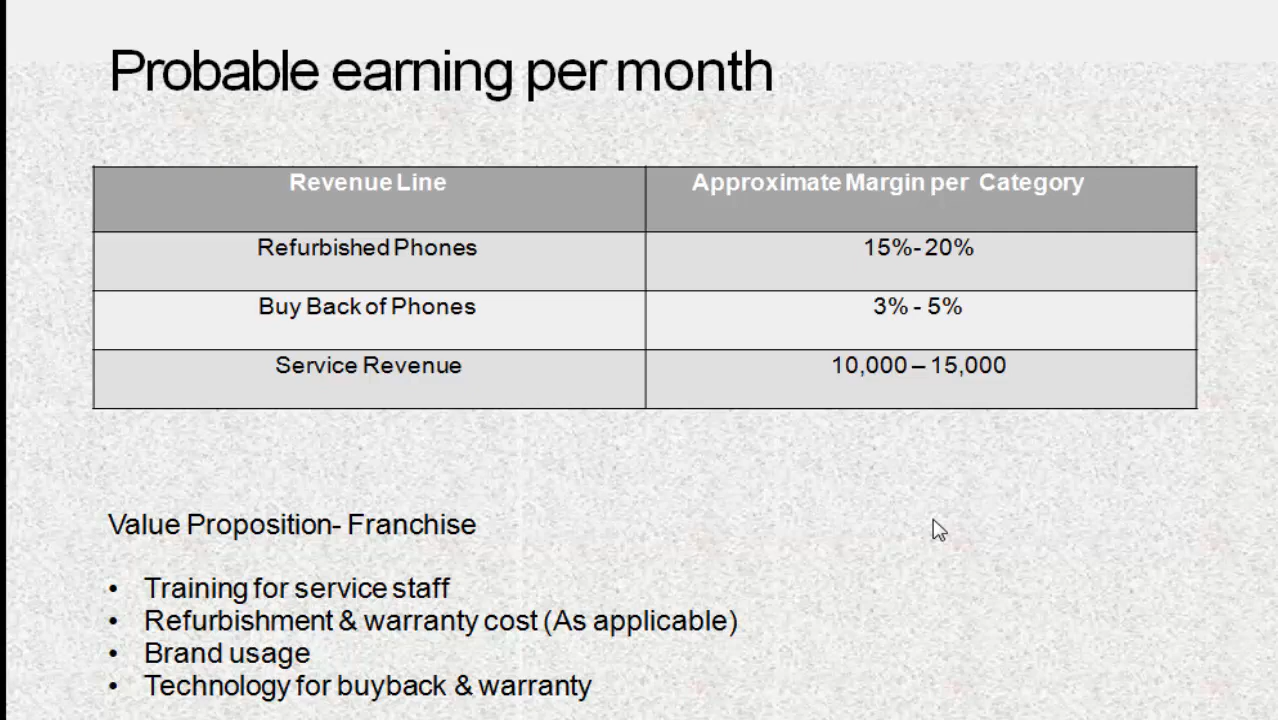 Probable earning per month
Revenue Line Approximate Margin per Category
Refurbished Phones 15%- 20%
Buy Back of Phones 3% - 5%
Service Revenue 10,000 – 15,000
Value Proposition- Franchise
• Training for service staff
• Refurbishment & warranty cost (As applicable)
• Brand usage
• Technology for buyback & warranty